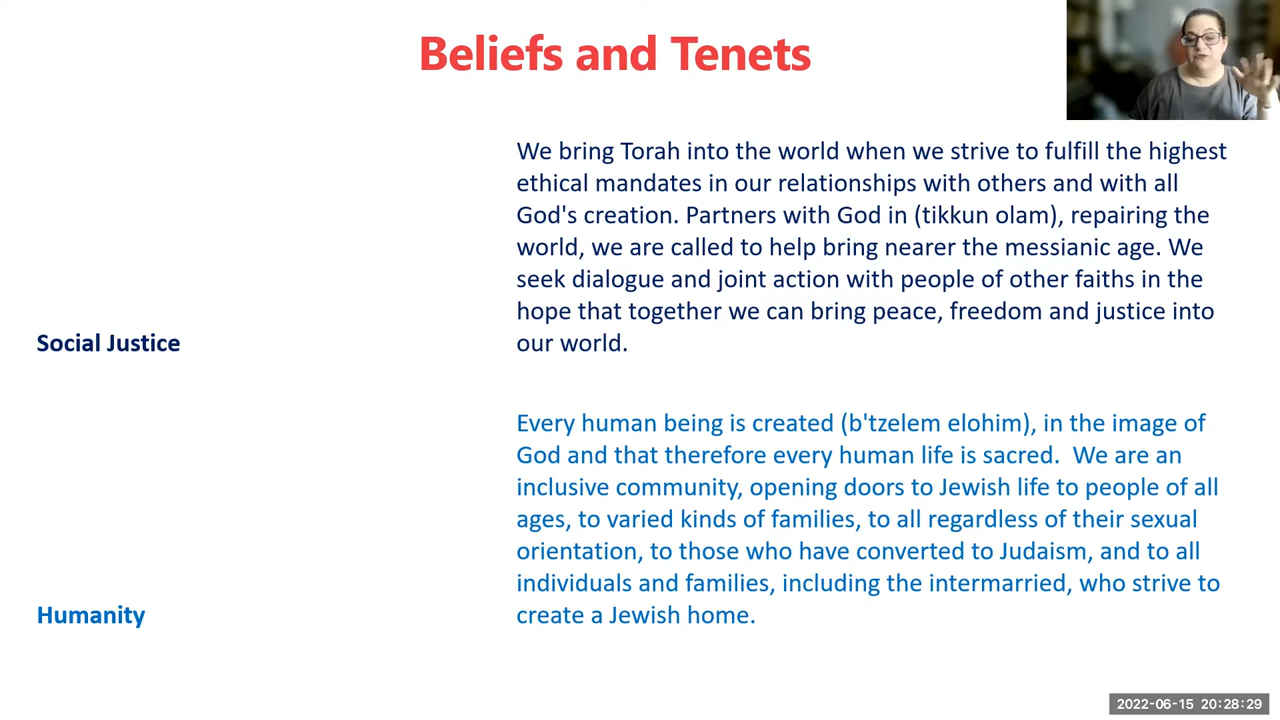 Beliefs and Tenets
We bring Torah into the world when we strive to fulfill the highest
ethical mandates in our relationships with others and with all
God's creation. Partners with God in (tikkun olam), repairing the
world, we are called to help bring nearer the messianic age. We
seek dialogue and joint action with people of other faiths in the
hope that together we can bring peace, freedom and justice into
Social Justice
our world.
Every human being is created (b'tzelem elohim), in the image of
God and that therefore every human life is sacred.  We are an
inclusive community, opening doors to Jewish life to people of all
ages, to varied kinds of families, to all regardless of their sexual
orientation, to those who have converted to Judaism, and to all
individuals and families, including the intermarried, who strive to
Humanity
create a Jewish home.
2022-06-15 20:28:29